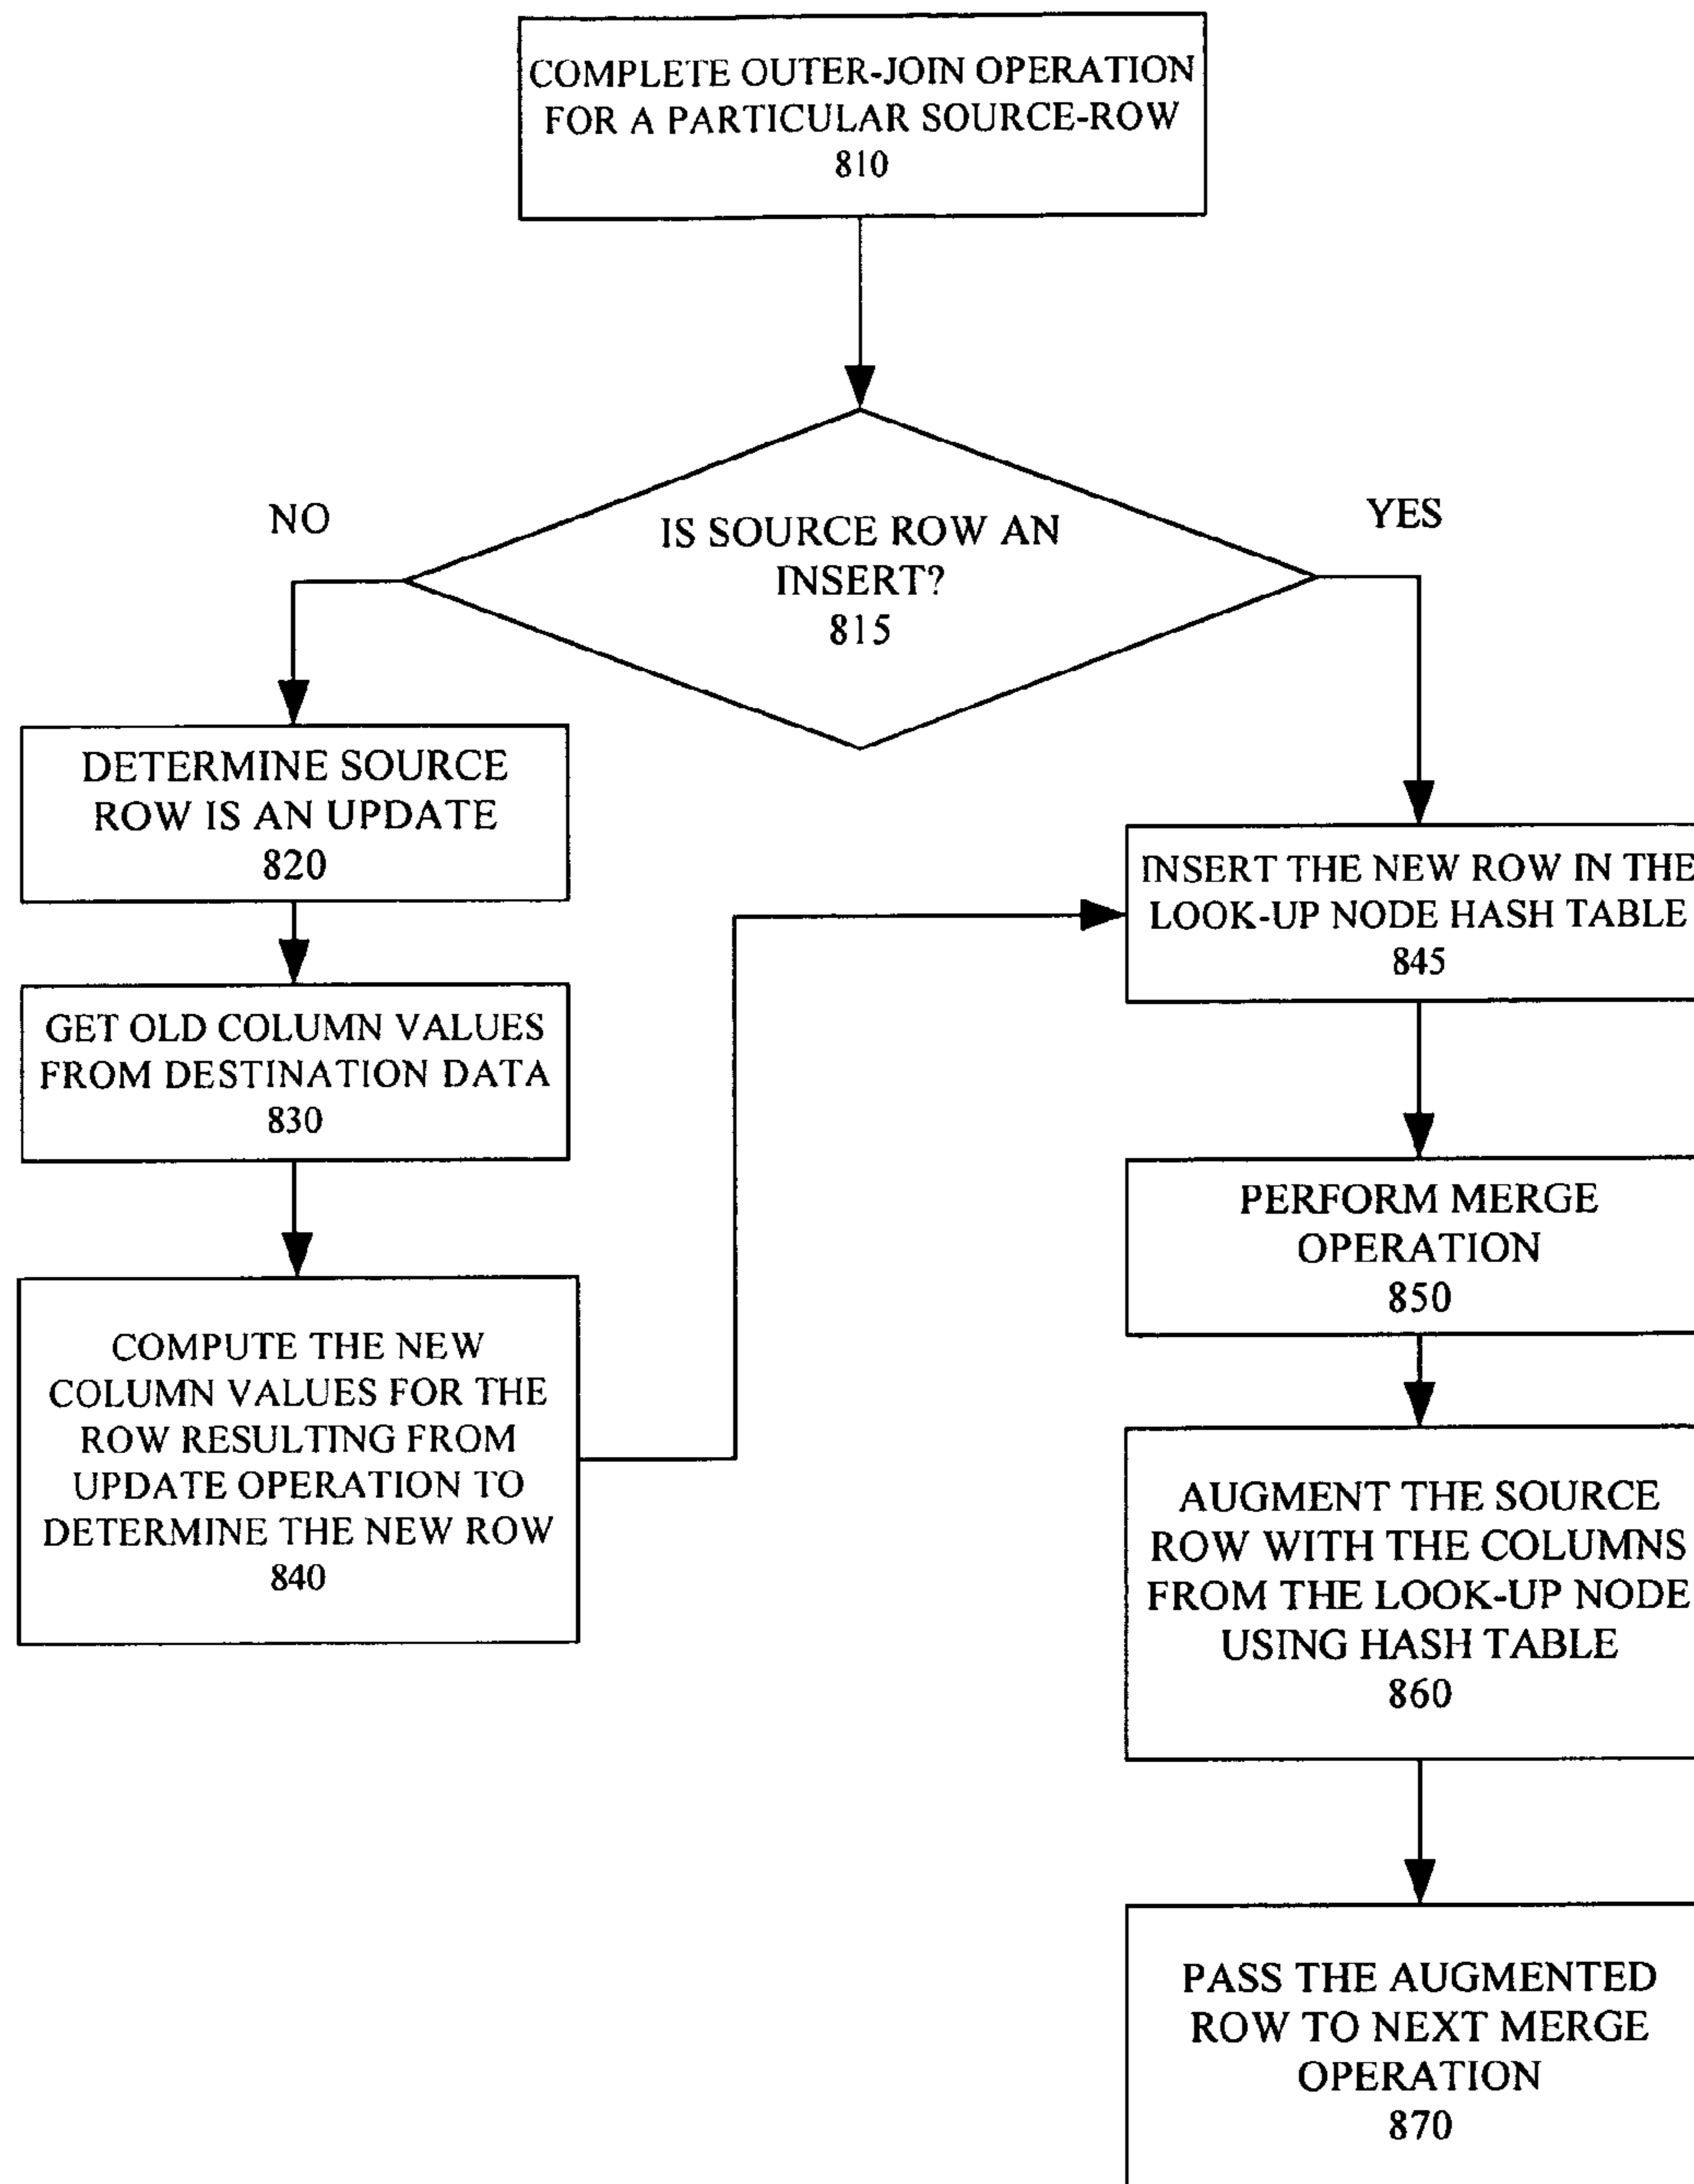 COMPLETE OUTER-JOIN OPERATION
FOR A PARTICULAR SOURCE-ROW
810
NO
YES
IS SOURCE ROW AN
INSERT?
815
DETERMINE SOURCE
ROW IS AN UPDATE
820
GET OLD COLUMN VALUES
FROM DESTINATION DATA
830
COMPUTE THE NEW
COLUMN VALUES FOR THE
ROW RESULTING FROM
UPDATE OPERATION TO
DETERMINE THE NEW ROW
840
INSERT THE NEW ROW IN THE
LOOK-UP NODE HASH TABLE
845
PERFORM MERGE
OPERATION
850
AUGMENT THE SOURCE
ROW WITH THE COLUMNS
FROM THE LOOK-UP NODE
USING HASH TABLE
860
PASS THE AUGMENTED
ROW TO NEXT MERGE
OPERATION
870